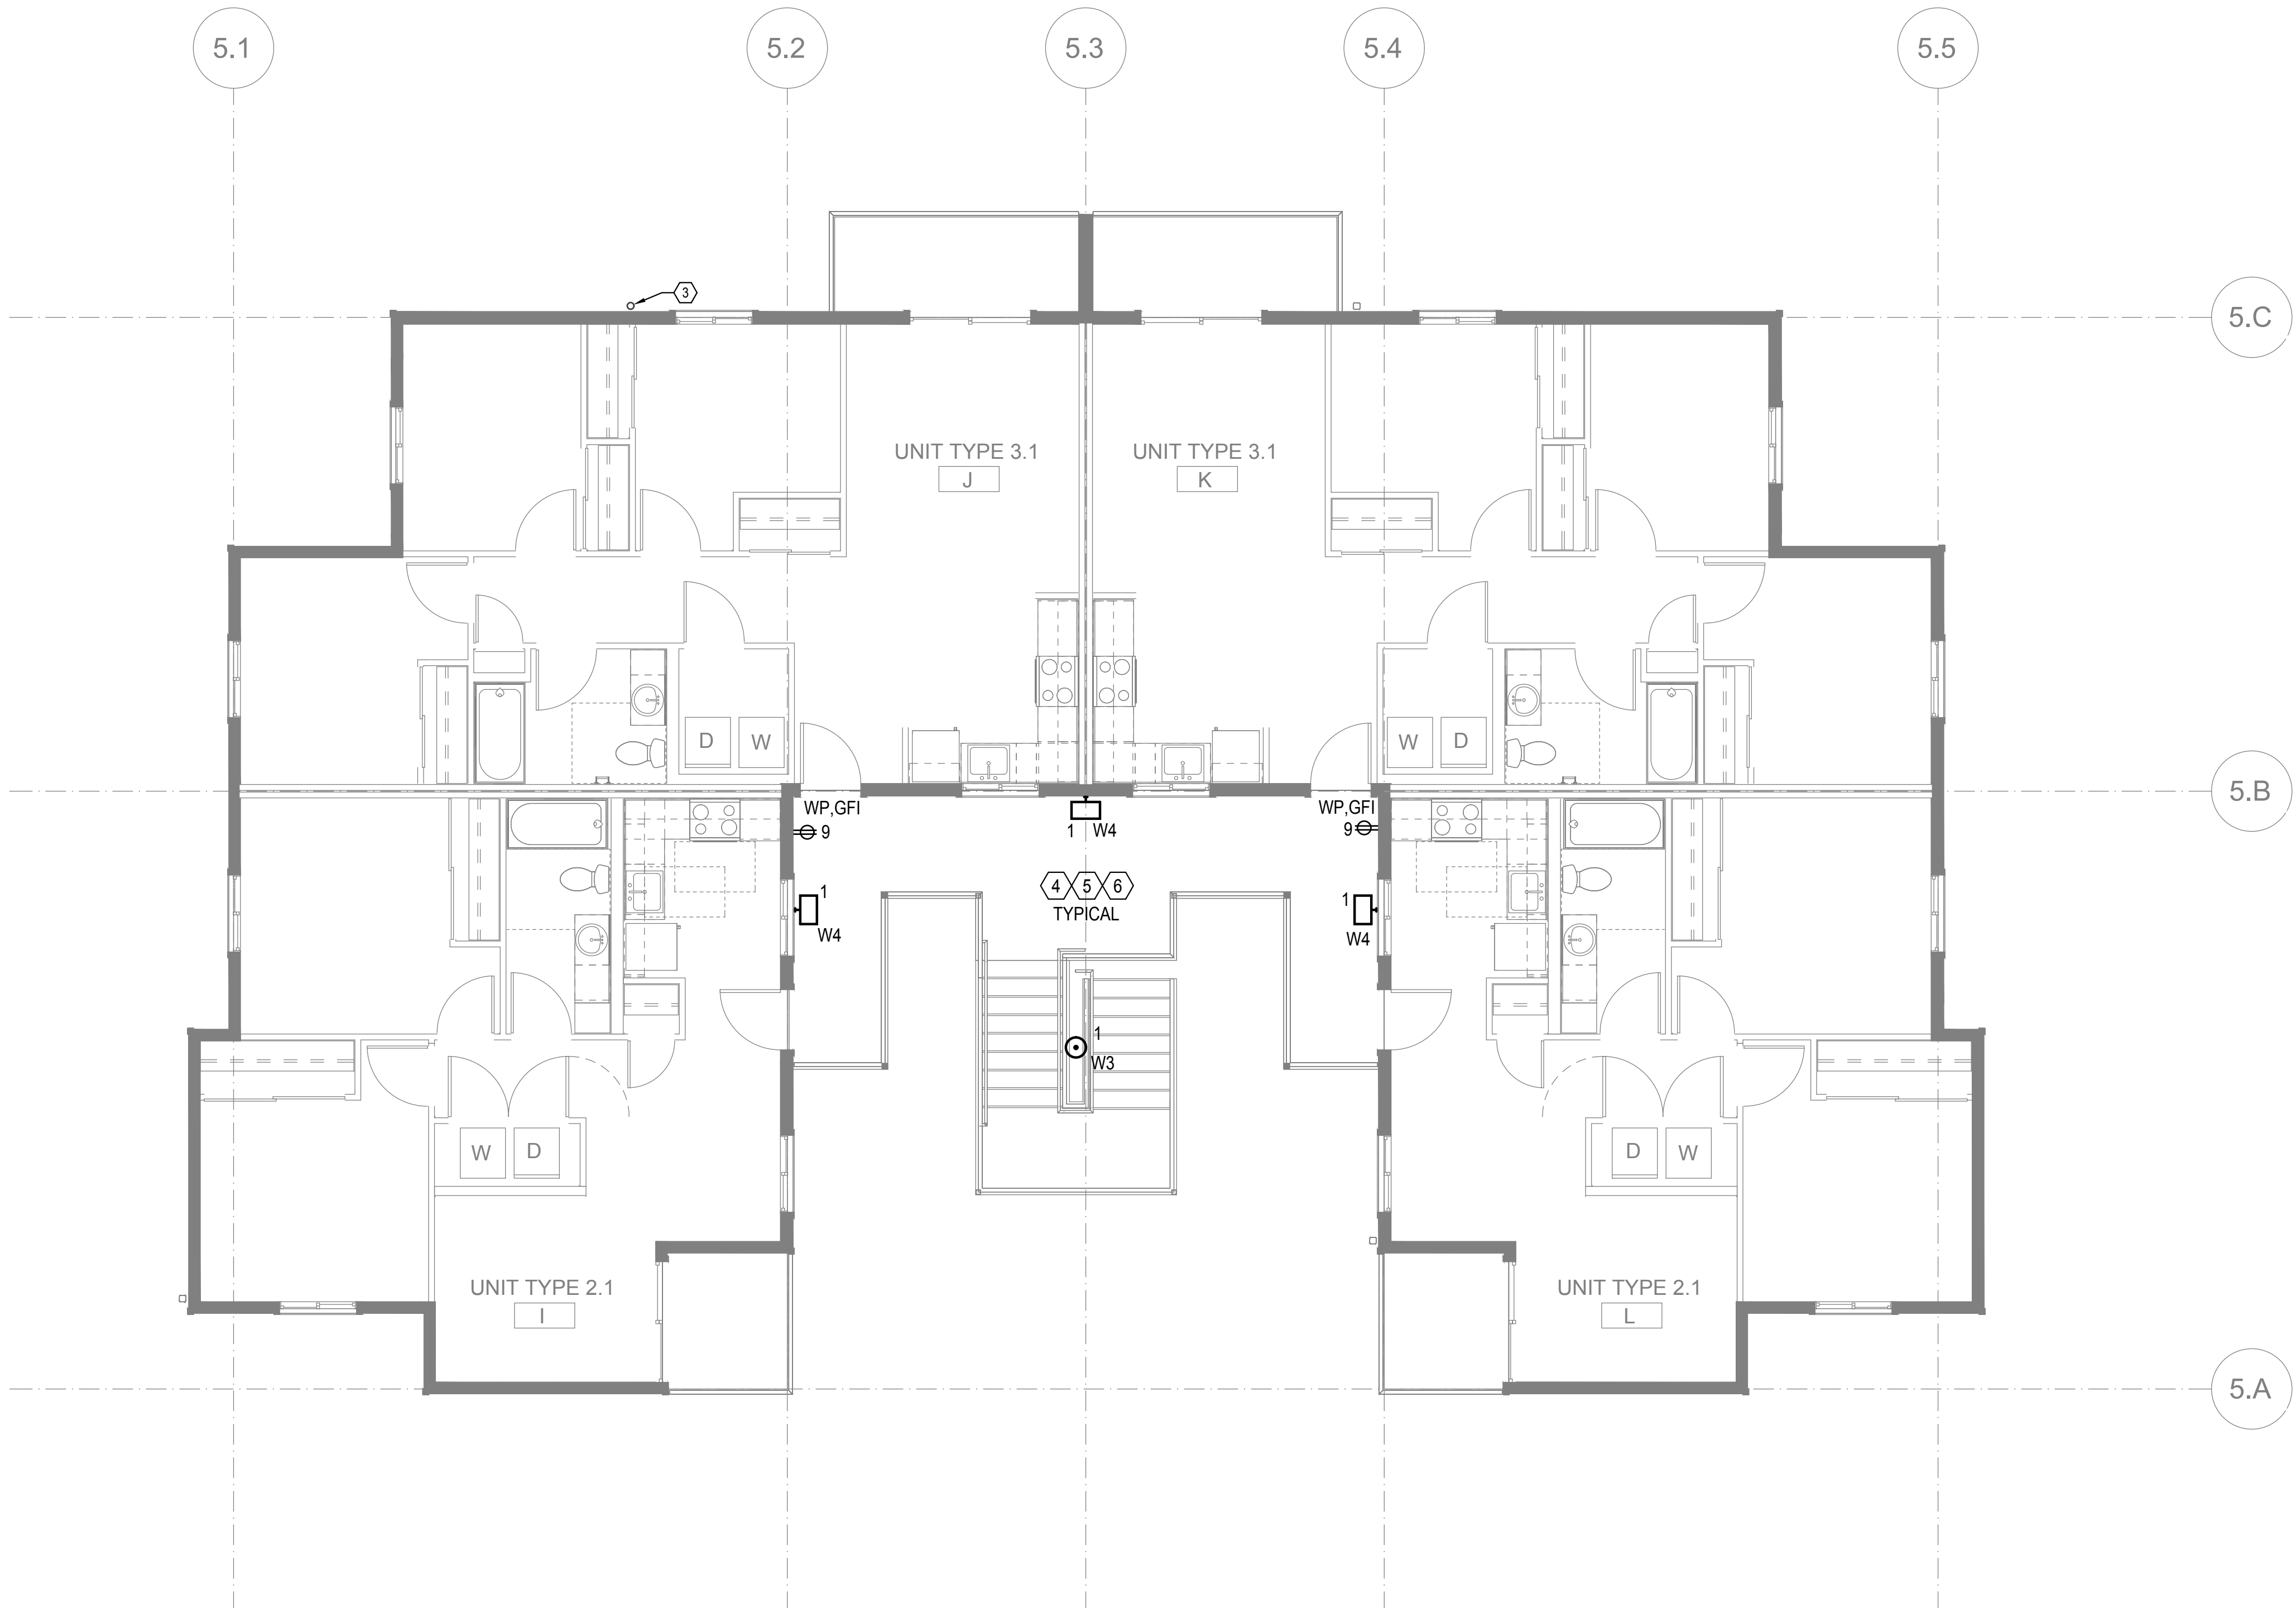 5.1
5.2
5.3
5.4
5.5
3
5.C
UNIT TYPE 3.1
J
UNIT TYPE 3.1
K
D
W
W
D
5.B
WP,GFI
9
1
W4
WP,GFI
9
1
W4
4
5
6
TYPICAL
1
W4
1
W3
W
D
D
W
UNIT TYPE 2.1
I
UNIT TYPE 2.1
L
5.A